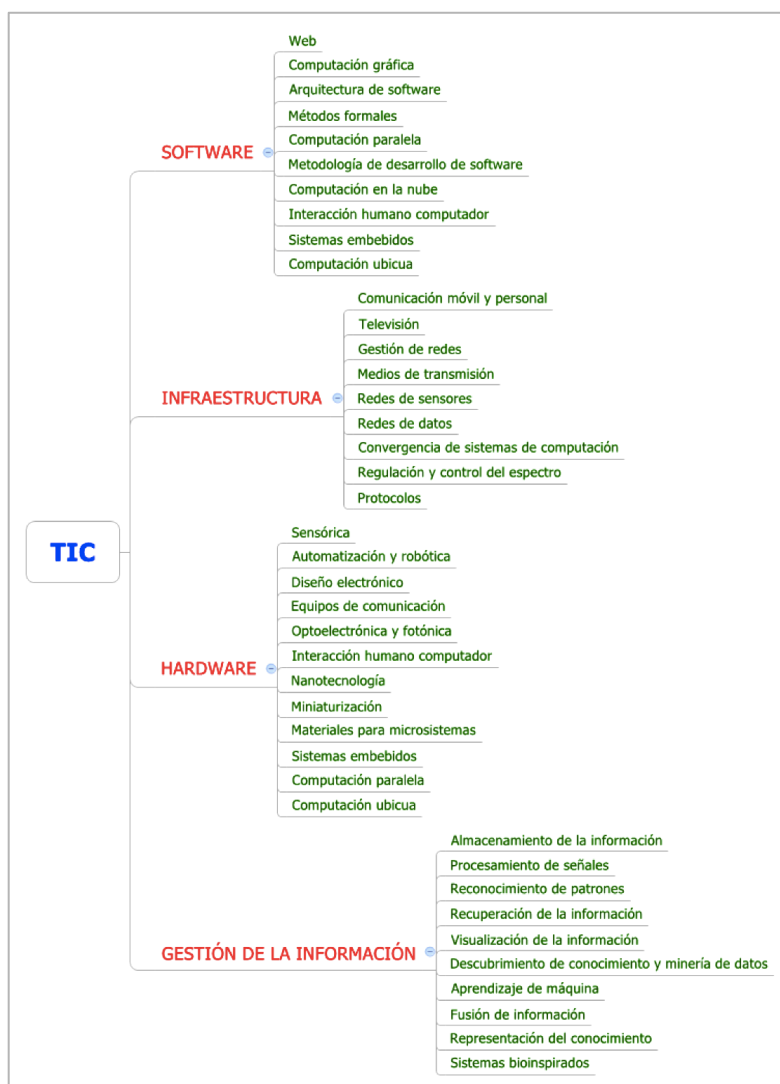 Web
Computación gráfica
Arquitectura de software
Métodos formales
Computación paralela
SOFTWARE
Metodología de desarrollo de software
Computación en la nube
Interacción humano computador
Sistemas embebidos
Computación ubicua
Comunicación móvil y personal
Televisión
Gestión de redes
Medios de transmisión
INFRAESTRUCTURA
Redes de sensores
Redes de datos
Convergencia de sistemas de computación
Regulación y control del espectro
Protocolos
TIC
Sensórica
Automatización y robótica
Diseño electrónico
Equipos de comunicación
Optoelectrónica y fotónica
Interacción humano computador
HARDWARE
Nanotecnología
Miniaturización
Materiales para microsistemas
Sistemas embebidos
Computación paralela
Computación ubicua
Almacenamiento de la información
Procesamiento de señales
Reconocimiento de patrones
Recuperación de la información
Visualización de la información
GESTIÓN DE LA INFORMACIÓN
Descubrimiento de conocimiento y minería de datos
Aprendizaje de máquina
Fusión de información
Representación del conocimiento
Sistemas bioinspirados